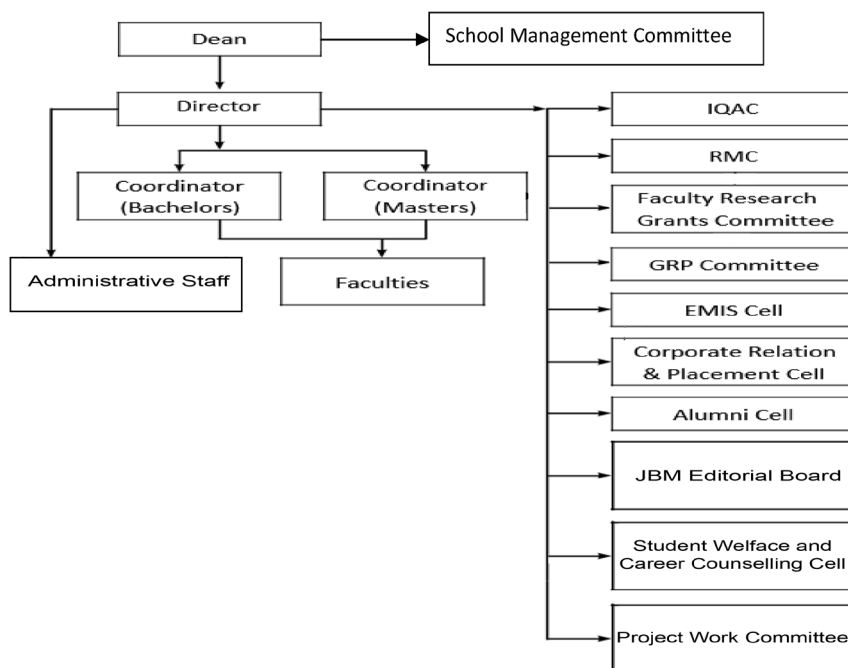 Dean
School Management Committee
Director
IQAC
RMC
Coordinator
(Bachelors)
Coordinator
(Masters)
Faculty Research
Grants Committee
Administrative Staff
Faculties
GRP Committee
EMIS Cell
Corporate Relation
& Placement Cell
Alumni Cell
JBM Editorial Board
Student Welface and
Career Counselling Cell
Project Work Committee